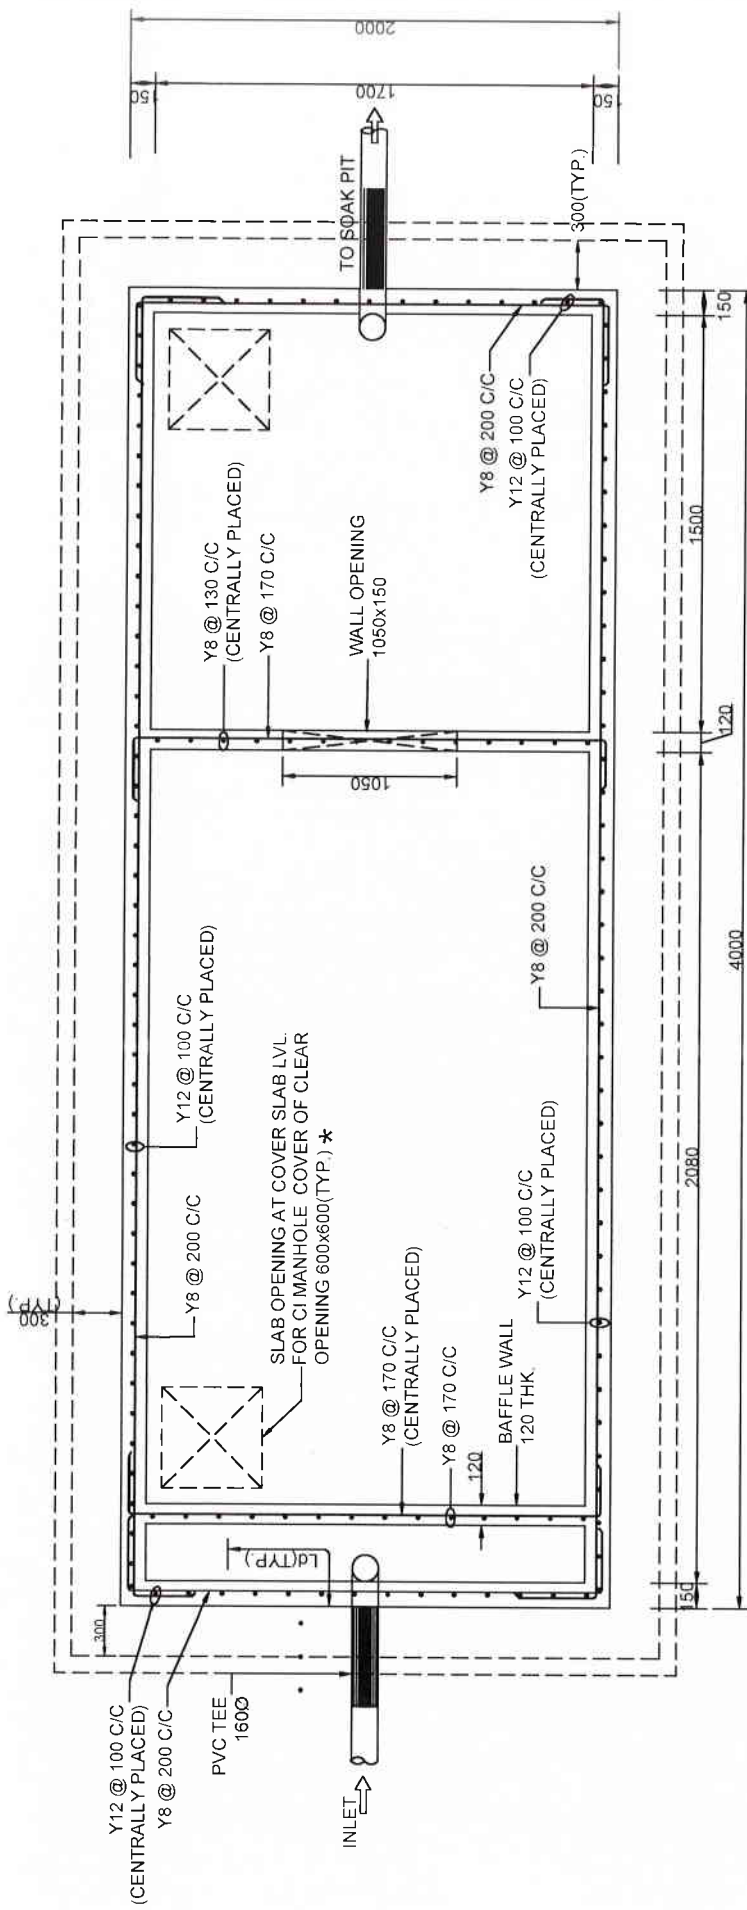 Y12 @ 100 C/C
(CENTRALLY PLACED)
Y8 @ 200 C/C
PVC TEE
160Ø
INLET
300
300
(TYP.)
Ld(TYP.)
Y8 @ 200 C/C
Y12 @ 100 C/C
(CENTRALLY PLACED)
SLAB OPENING AT COVER SLAB LVL.
FOR CI MANHOLE COVER OF CLEAR
OPENING 600x600(TYP.) *
Y8 @ 170 C/C
(CENTRALLY PLACED)
Y8 @ 170 C/C
120
BAFFLE WALL
120 THK.
Y12 @ 100 C/C
(CENTRALLY PLACED)
Y8 @ 200 C/C
Y8 @ 130 C/C
(CENTRALLY PLACED)
Y8 @ 170 C/C
WALL OPENING
1050x150
1050
Y8 @ 200 C/C
Y12 @ 100 C/C
(CENTRALLY PLACED)
TO SOAK PIT
300(TYP.)
150
1700
150
2000
150
2080
120
1500
150
4000